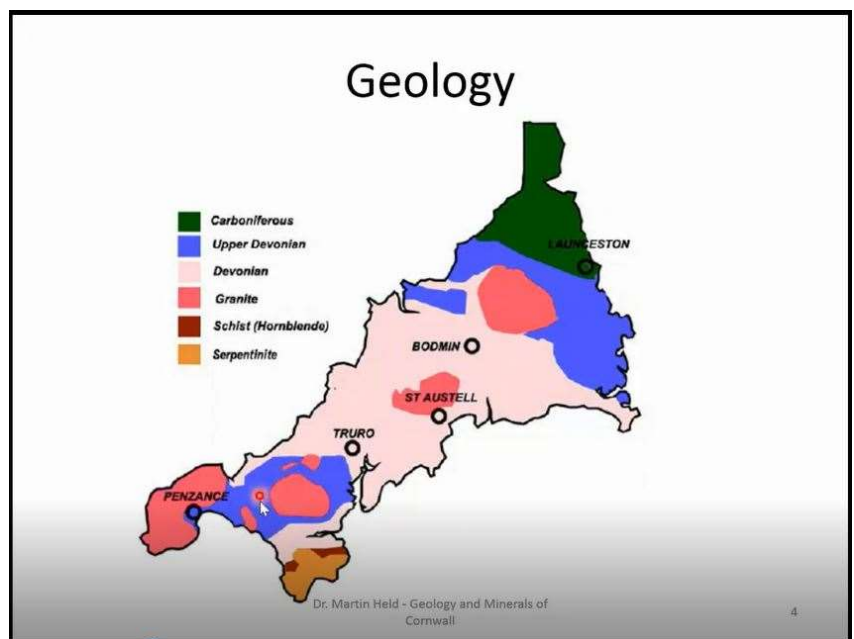 Geology
Carboniferous
Upper Devonian
Devonian
Granite
Schist (Hornblende)
Serpentinite
LAUNCESTON
BODMIN
ST AUSTELL
TRURO
PENZANCE
Dr. Martin Held - Geology and Minerals of
Cornwall
4